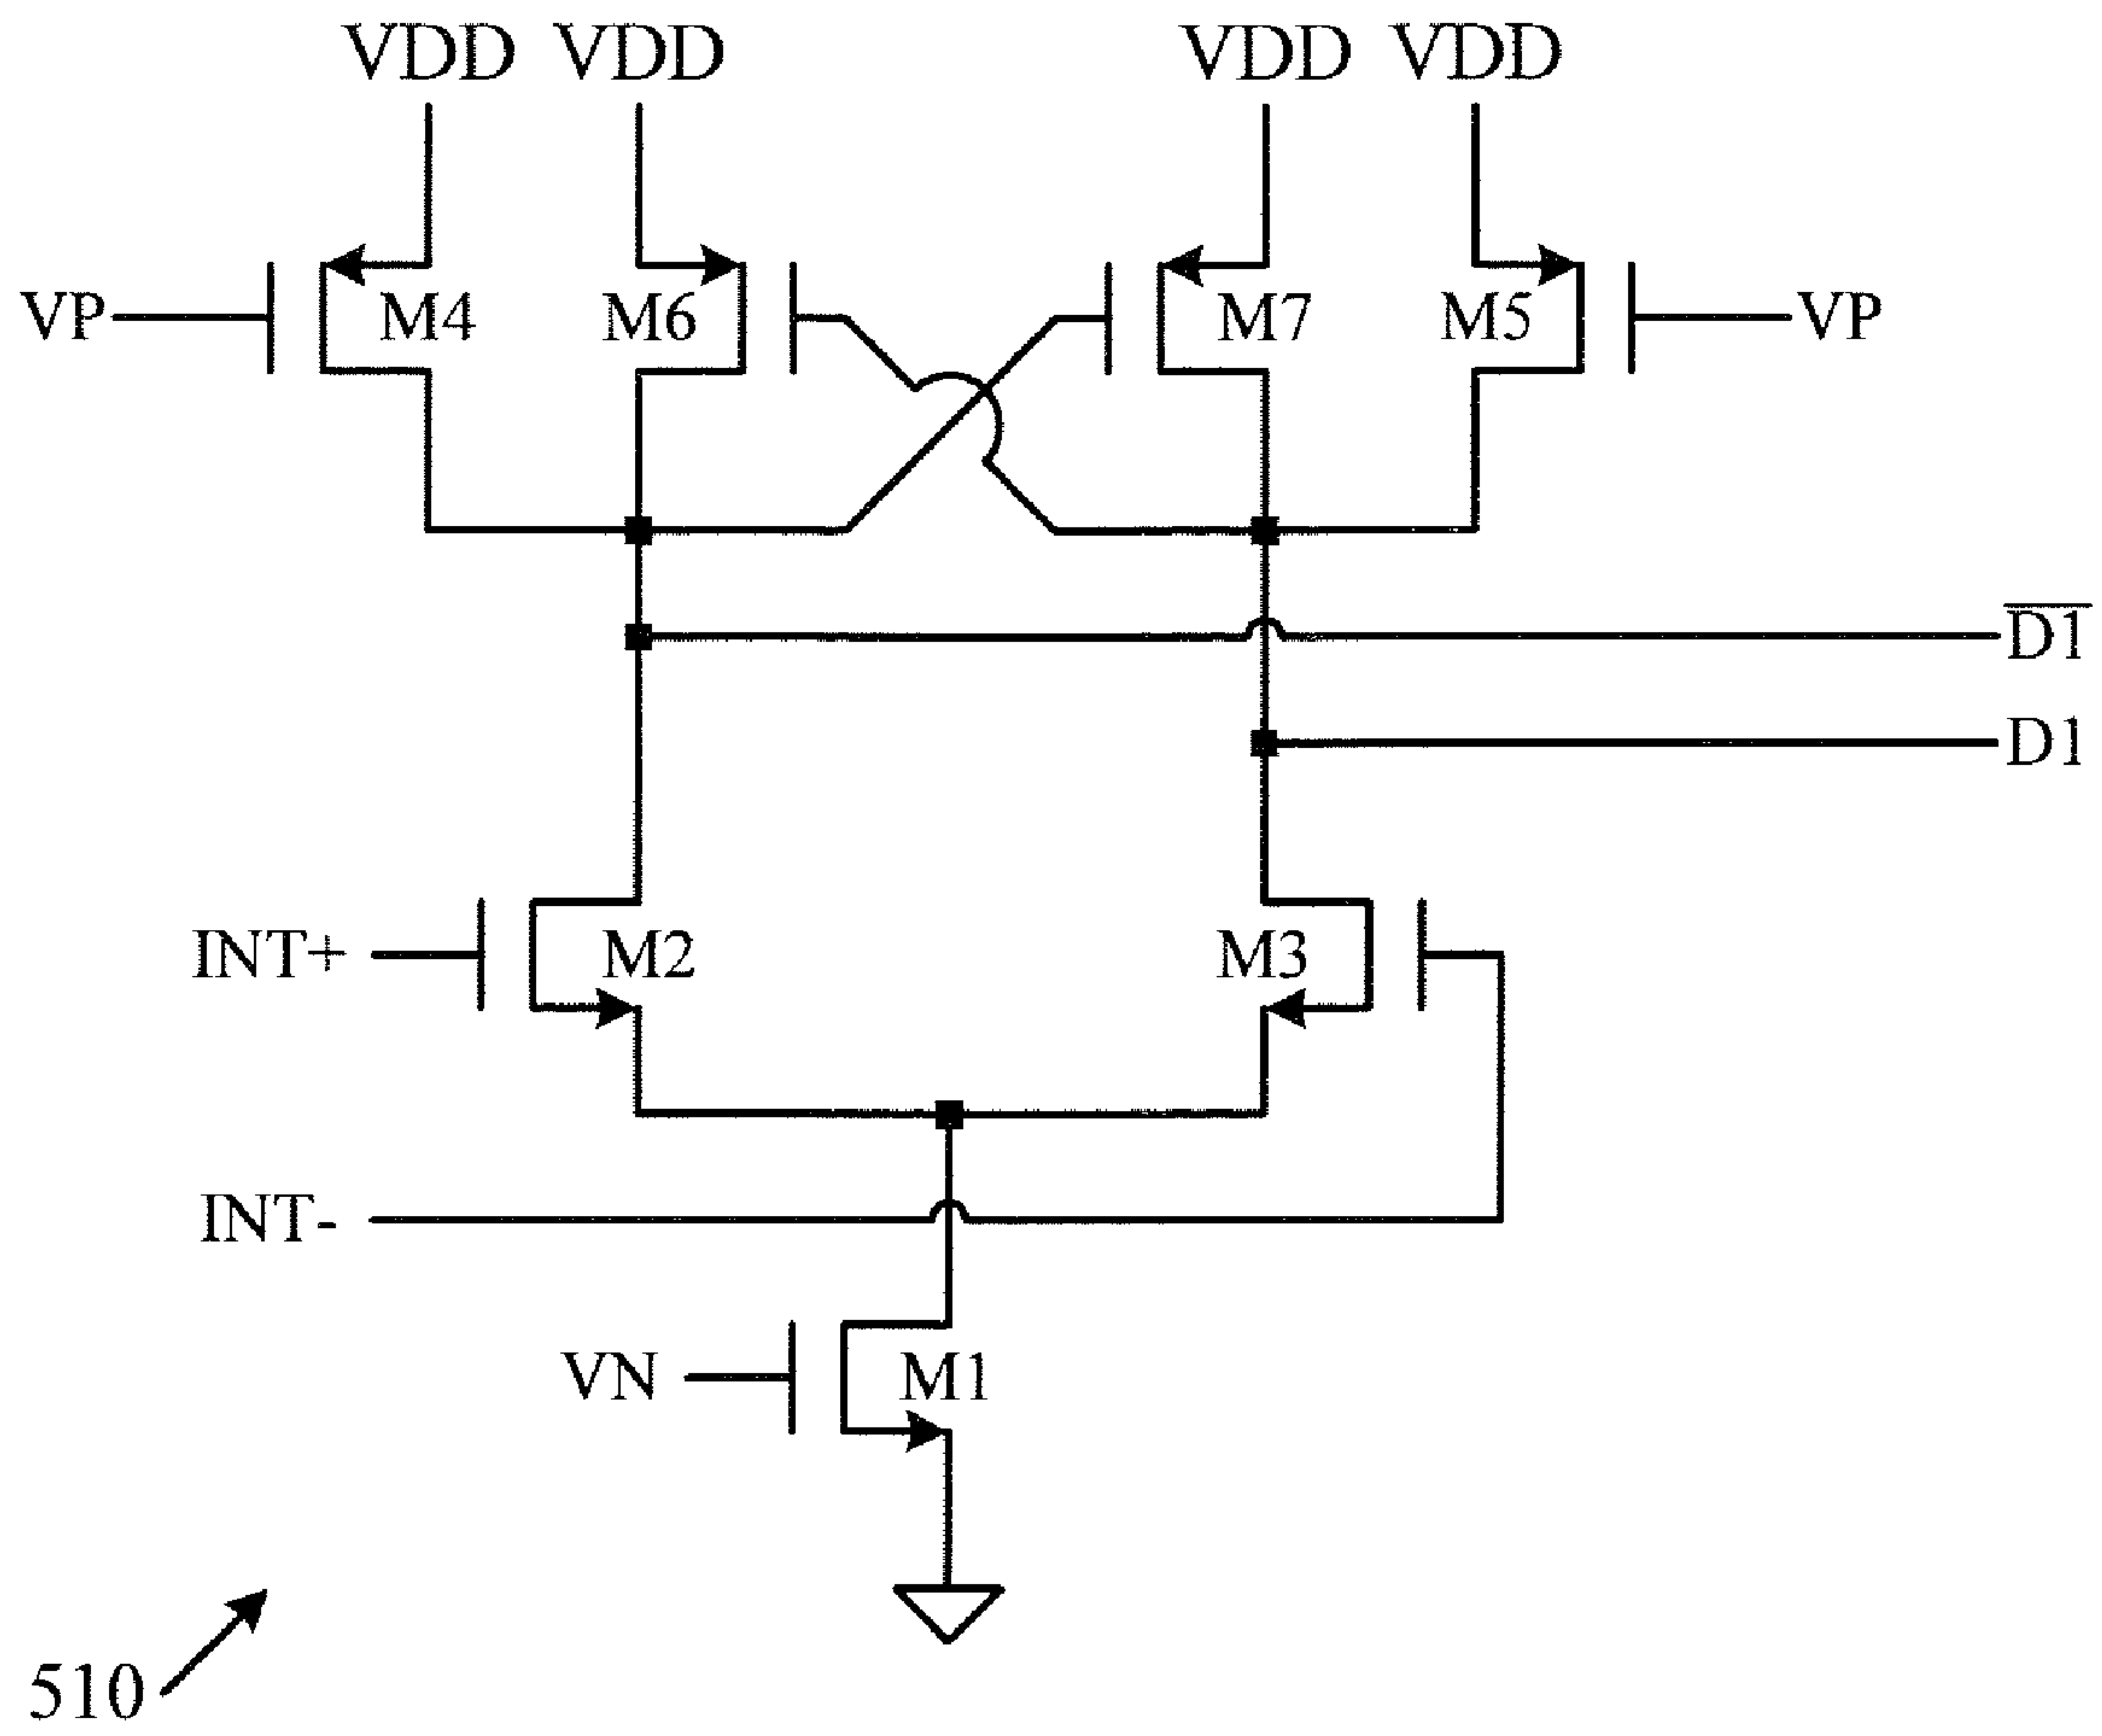 VDD VDD VDD VDD
VP M4 M6 M7 M5 VP
D1
D1
INT+ M2 M3
INT-
VN M1
510